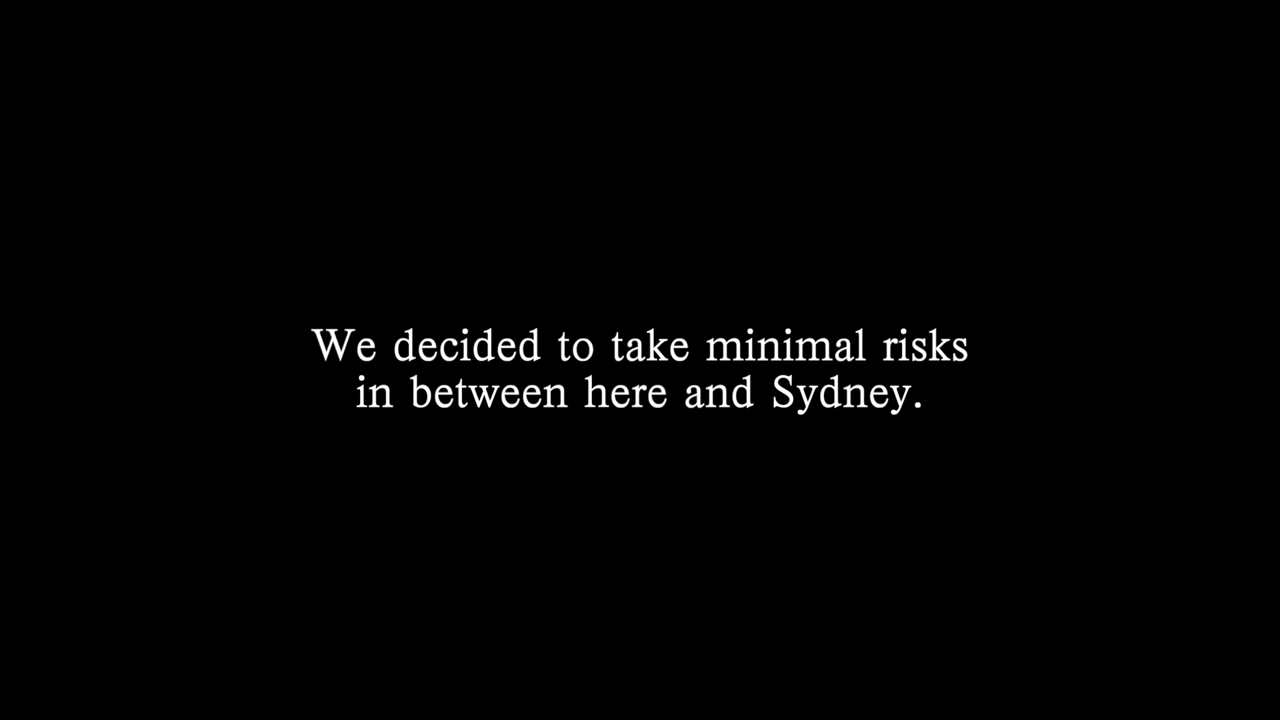 We decided to take minimal risks
in between here and Sydney.